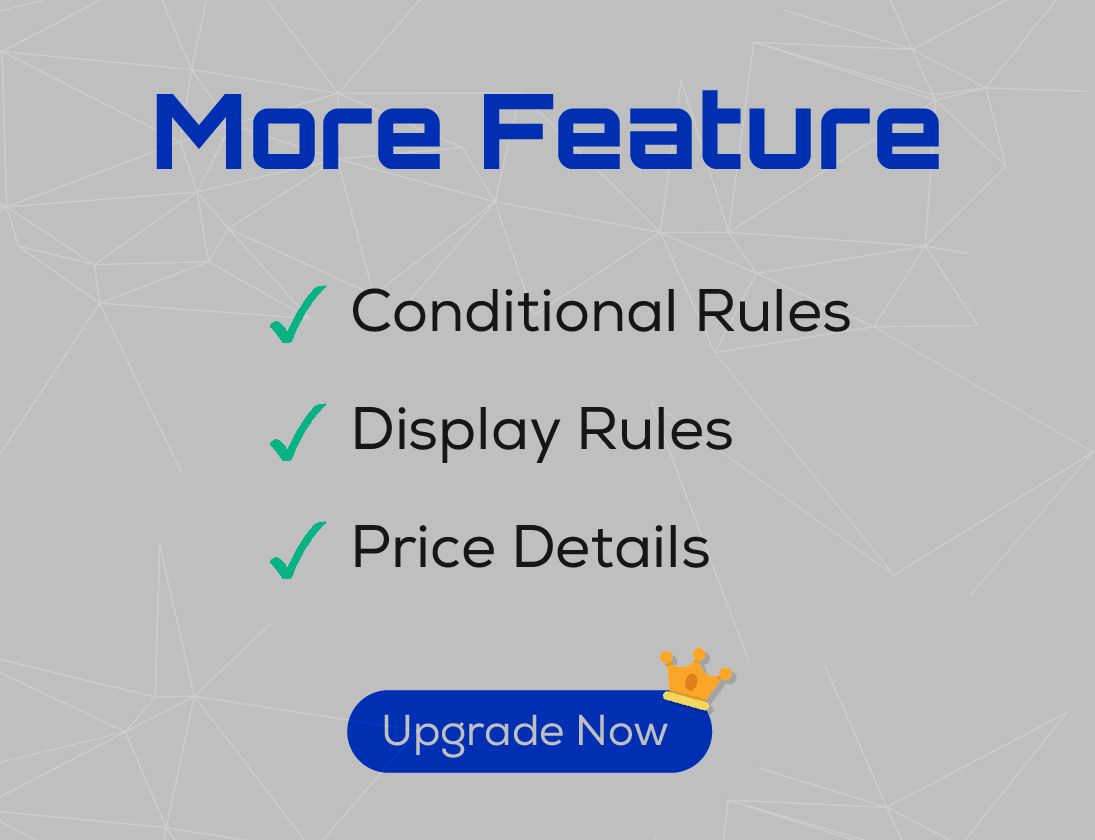 More Feature
Conditional Rules
Display Rules
Price Details
Upgrade Now